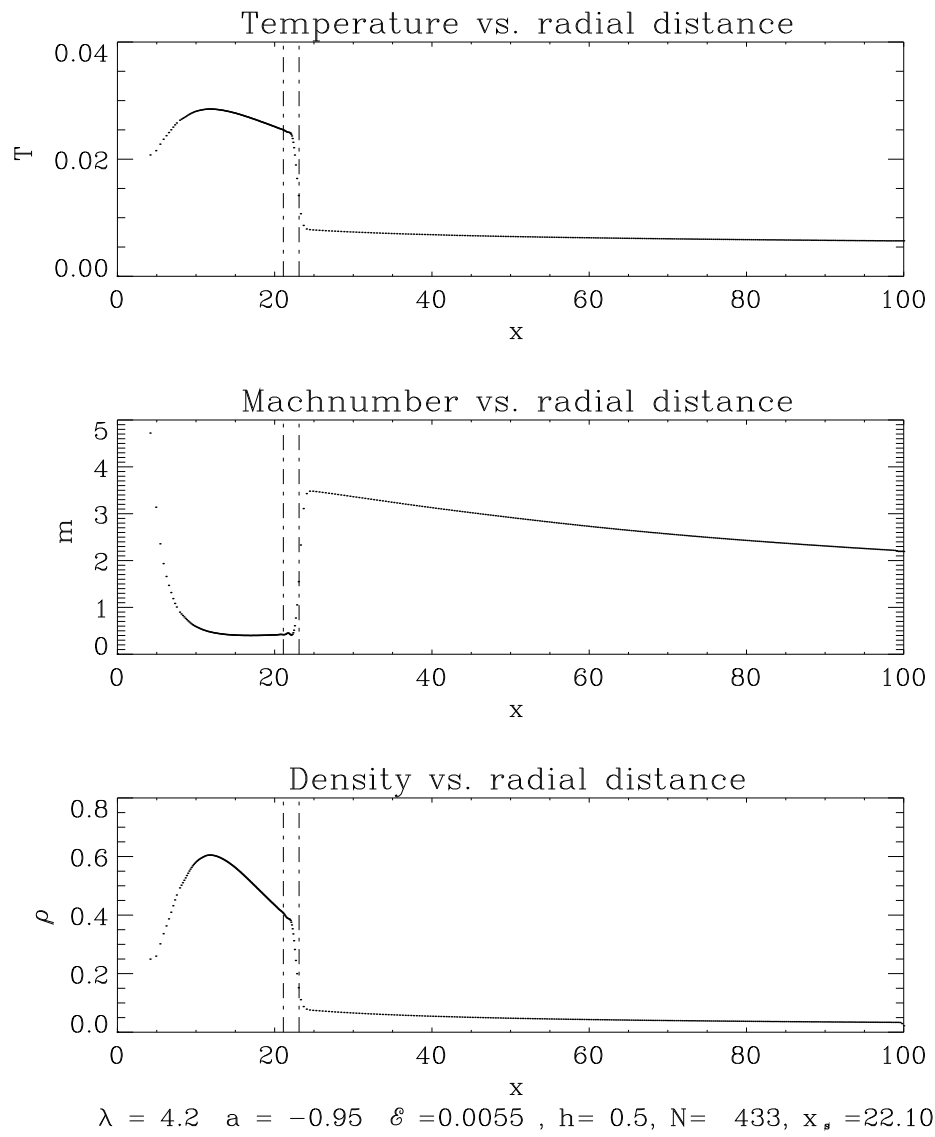 Temperature vs. radial distance
0.04
0.02
0.00
T
0 20 40 60 80 100
x
Machnumber vs. radial distance
5
4
3
2
1
0
m
0 20 40 60 80 100
x
Density vs. radial distance
0.8
0.6
0.4
0.2
0.0
ρ
0 20 40 60 80 100
x
λ = 4.2 a = −0.95 ℰ =0.0055 , h= 0.5, N= 433, xₛ =22.10